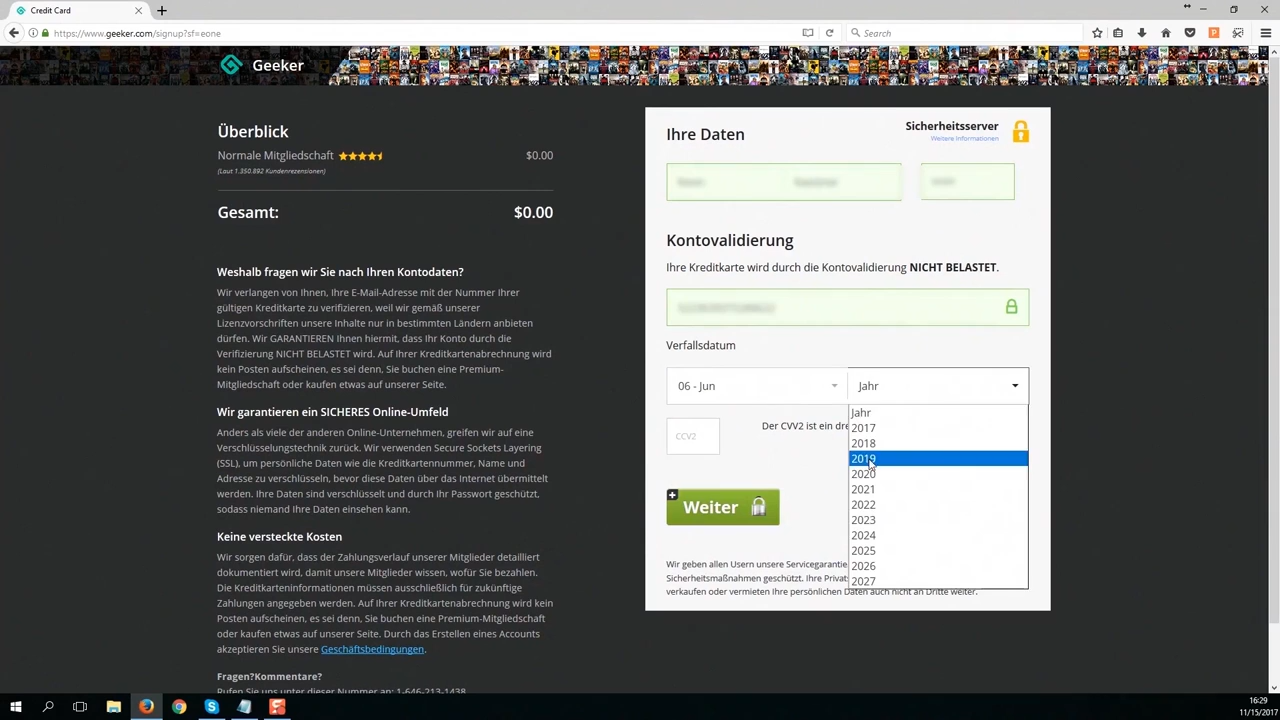 Credit Card
https://www.geeker.com/signup?sf=eone
Search
Geeker
Überblick
Normale Mitgliedschaft $0.00
(Laut 1.350.892 Kundenrezensionen)
Gesamt: $0.00
Weshalb fragen wir Sie nach Ihren Kontodaten?
Wir verlangen von Ihnen, Ihre E-Mail-Adresse mit der Nummer Ihrer
gültigen Kreditkarte zu verifizieren, weil wir gemäß unserer
Lizenzvorschriften unsere Inhalte nur in bestimmten Ländern anbieten
dürfen. Wir GARANTIEREN Ihnen hiermit, dass Ihr Konto durch die
Verifizierung NICHT BELASTET wird. Auf Ihrer Kreditkartenabrechnung wird
kein Posten aufscheinen, es sei denn, Sie buchen eine Premium-
Mitgliedschaft oder kaufen etwas auf unserer Seite.
Wir garantieren ein SICHERES Online-Umfeld
Anders als viele der anderen Online-Unternehmen, greifen wir auf eine
Verschlüsselungstechnik zurück. Wir verwenden Secure Sockets Layering
(SSL), um persönliche Daten wie die Kreditkartennummer, Name und
Adresse zu verschlüsseln, bevor diese Daten über das Internet übermittelt
werden. Ihre Daten sind verschlüsselt und durch Ihr Passwort geschützt,
sodass niemand Ihre Daten einsehen kann.
Keine versteckte Kosten
Wir sorgen dafür, dass der Zahlungsverlauf unserer Mitglieder detailliert
dokumentiert wird, damit unsere Mitglieder wissen, wofür Sie bezahlen.
Die Kreditkarteninformationen müssen ausschließlich für zukünftige
Zahlungen angegeben werden. Auf Ihrer Kreditkartenabrechnung wird kein
Posten aufscheinen, es sei denn, Sie buchen eine Premium-Mitgliedschaft
oder kaufen etwas auf unserer Seite. Durch das Erstellen eines Accounts
akzeptieren Sie unsere Geschäftsbedingungen.
Fragen?Kommentare?
Rufen Sie uns unter dieser Nummer an: 1-646-213-1438
Ihre Daten
Sicherheitsserver
Weitere Informationen
Kontovalidierung
Ihre Kreditkarte wird durch die Kontovalidierung NICHT BELASTET.
Verfallsdatum
06 - Jun Jahr
Jahr
2017
2018
2019
2020
2021
2022
2023
2024
2025
2026
2027
CCV2
Der CVV2 ist ein dre
Weiter
Wir geben allen Usern unsere Servicegarantie
Sicherheitsmaßnahmen geschützt. Ihre Privats
verkaufen oder vermieten Ihre persönlichen Daten auch nicht an Dritte weiter.
16:29
11/15/2017